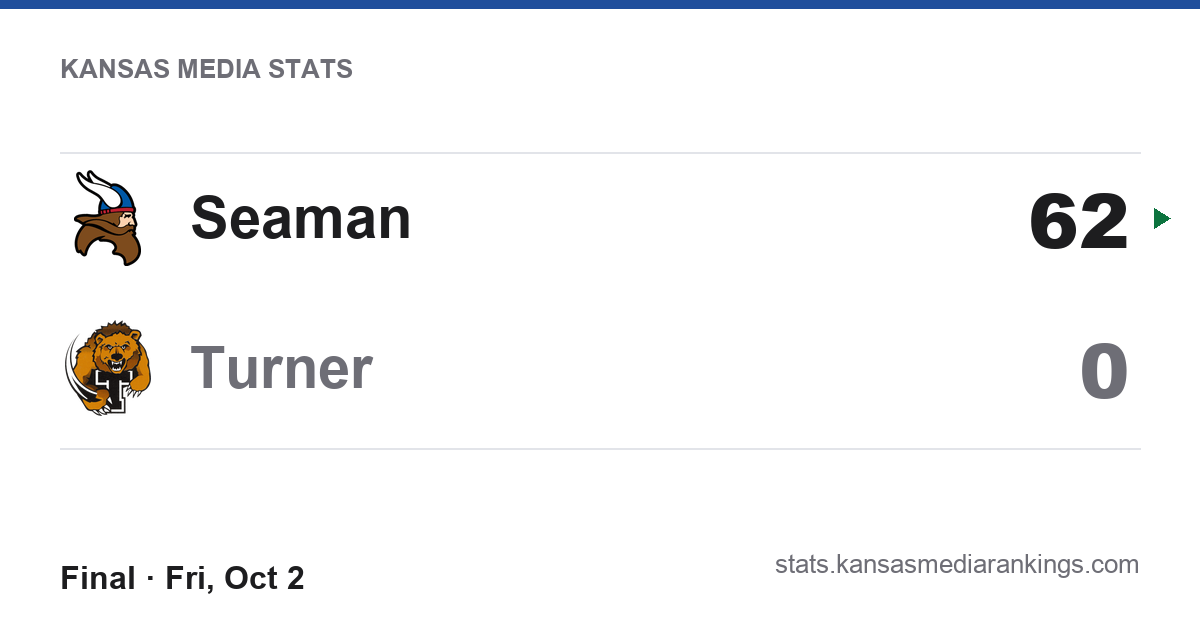 KANSAS MEDIA STATS
Seaman 62
Turner 0
T
Final · Fri, Oct 2
stats.kansasmediarankings.com